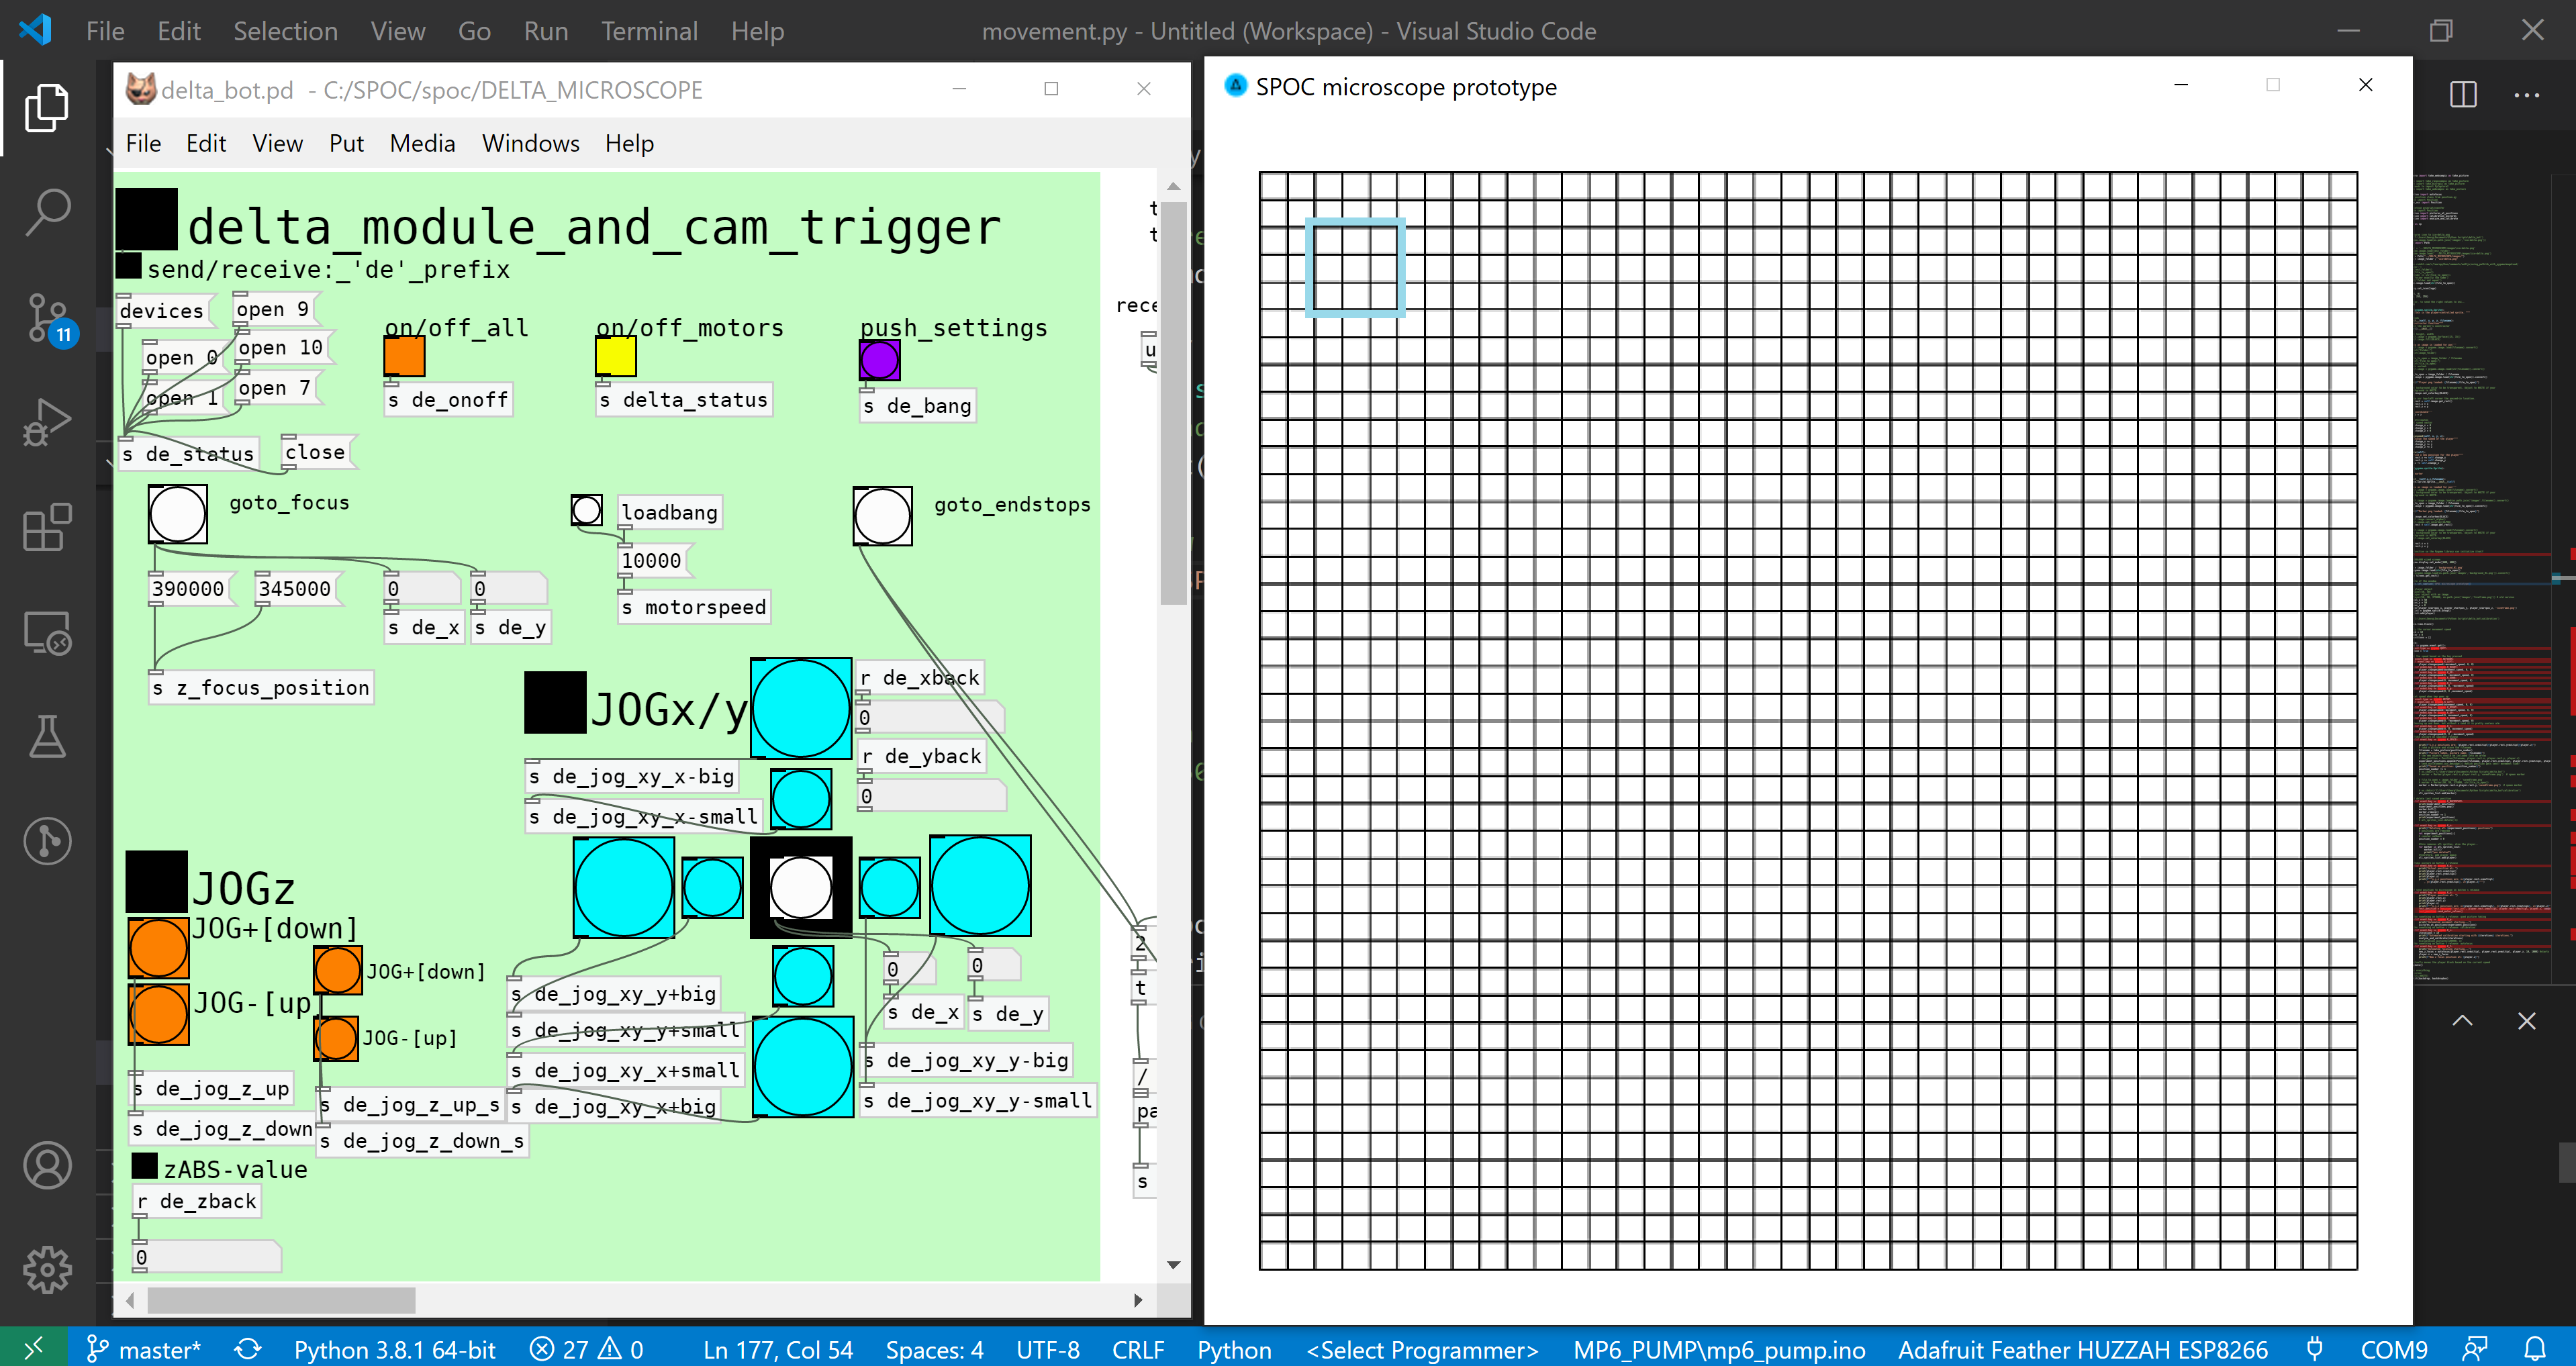 File Edit Selection View Go Run Terminal Help
movement.py - Untitled (Workspace) - Visual Studio Code
delta_bot.pd - C:/SPOC/spoc/DELTA_MICROSCOPE
File Edit View Put Media Windows Help
delta_module_and_cam_trigger
send/receive:_'de'_prefix
devices
open 9
open 0
open 10
open 1
open 7
s de_status
close
on/off_all
s de_onoff
on/off_motors
s delta_status
push_settings
s de_bang
goto_focus
390000
345000
0
0
s de_x
s de_y
s z_focus_position
loadbang
10000
s motorspeed
goto_endstops
JOGx/y
r de_xback
0
r de_yback
0
s de_jog_xy_x-big
s de_jog_xy_x-small
JOGz
JOG+[down]
JOG+[down]
JOG-[up
JOG-[up]
s de_jog_xy_y+big
s de_jog_xy_y+small
s de_jog_xy_x+small
s de_jog_xy_x+big
0
0
s de_x
s de_y
s de_jog_xy_y-big
s de_jog_xy_y-small
s de_jog_z_up
s de_jog_z_up_s
s de_jog_z_down
s de_jog_z_down_s
zABS-value
r de_zback
0
rece
u
2
t
/
pa
s
SPOC microscope prototype
11
master*
Python 3.8.1 64-bit
27
0
Ln 177, Col 54
Spaces: 4
UTF-8
CRLF
Python
<Select Programmer>
MP6_PUMP\mp6_pump.ino
Adafruit Feather HUZZAH ESP8266
COM9